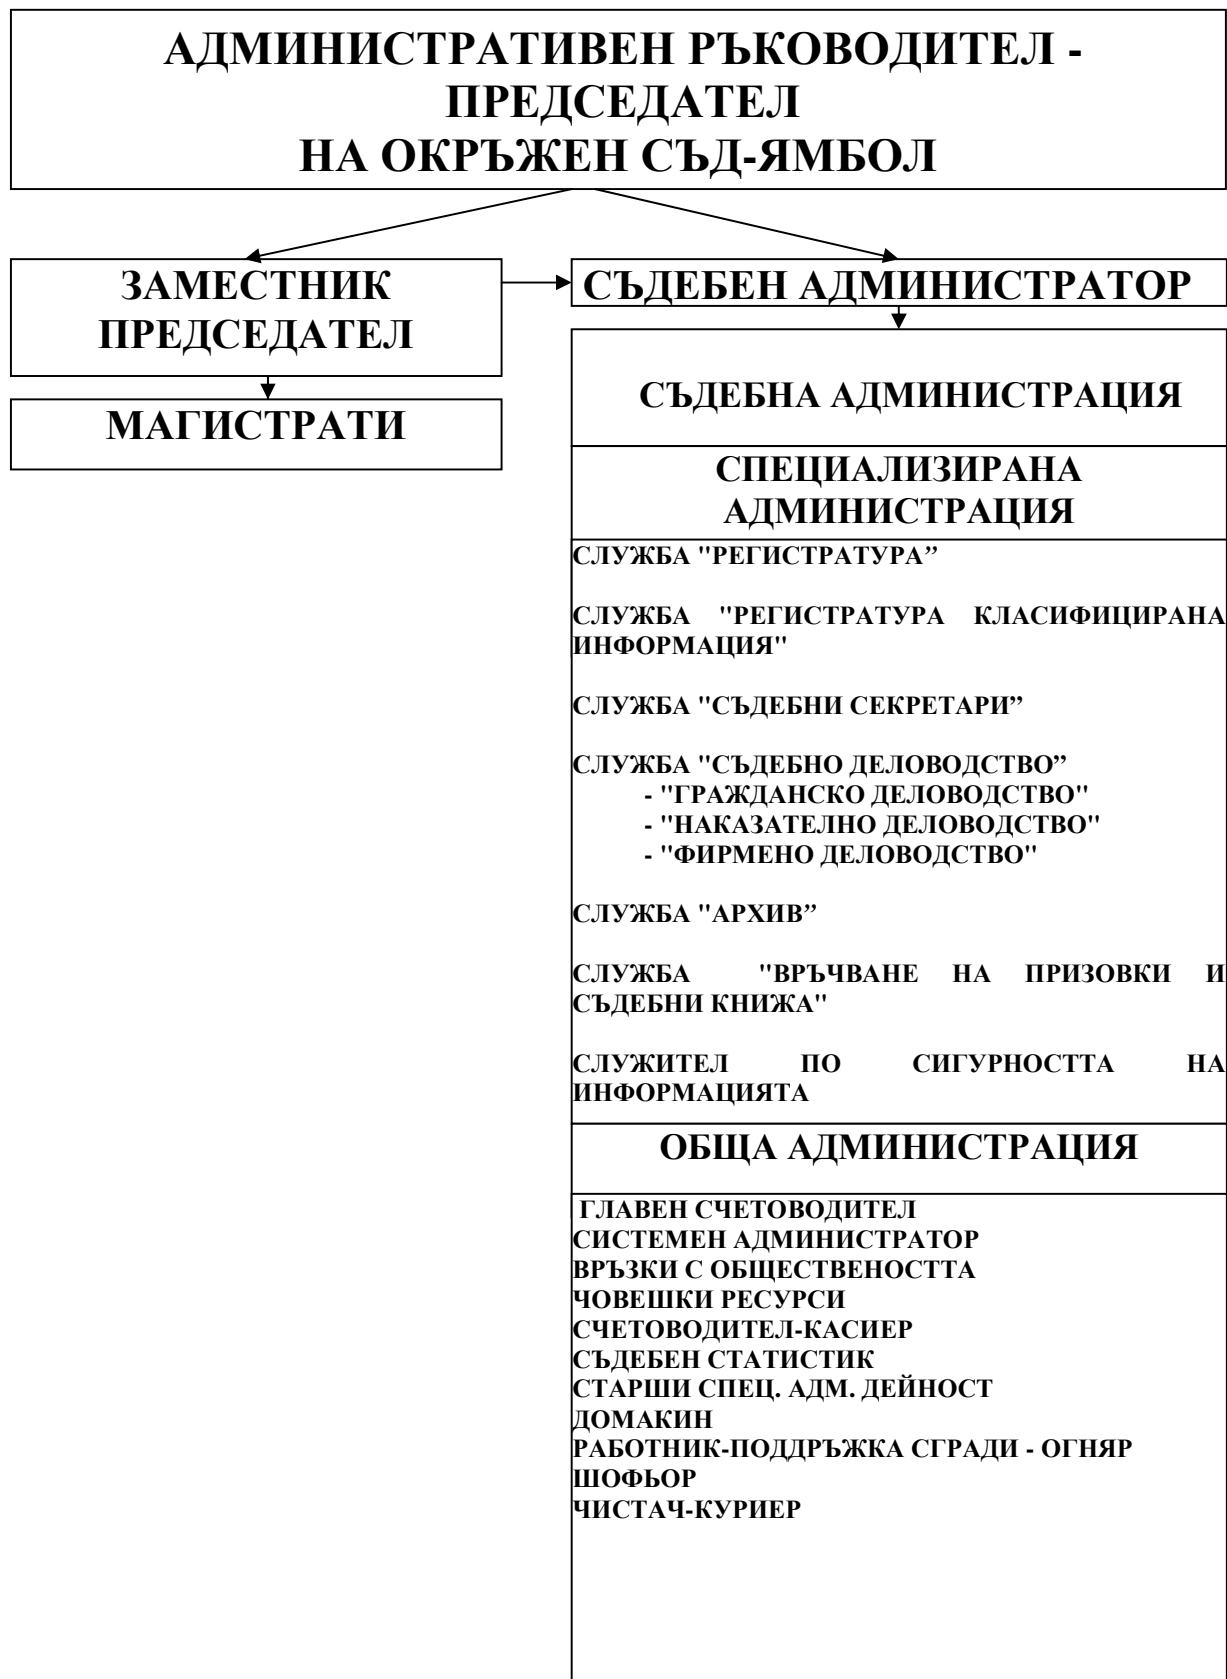 АДМИНИСТРАТИВЕН РЪКОВОДИТЕЛ -
ПРЕДСЕДАТЕЛ
НА ОКРЪЖЕН СЪД-ЯМБОЛ
ЗАМЕСТНИК
ПРЕДСЕДАТЕЛ
МАГИСТРАТИ
СЪДЕБЕН АДМИНИСТРАТОР
СЪДЕБНА АДМИНИСТРАЦИЯ
СПЕЦИАЛИЗИРАНА
АДМИНИСТРАЦИЯ
СЛУЖБА "РЕГИСТРАТУРА”
СЛУЖБА "РЕГИСТРАТУРА КЛАСИФИЦИРАНА
ИНФОРМАЦИЯ"
СЛУЖБА "СЪДЕБНИ СЕКРЕТАРИ”
СЛУЖБА "СЪДЕБНО ДЕЛОВОДСТВО”
- "ГРАЖДАНСКО ДЕЛОВОДСТВО"
- "НАКАЗАТЕЛНО ДЕЛОВОДСТВО"
- "ФИРМЕНО ДЕЛОВОДСТВО"
СЛУЖБА "АРХИВ”
СЛУЖБА "ВРЪЧВАНЕ НА ПРИЗОВКИ И
СЪДЕБНИ КНИЖА"
СЛУЖИТЕЛ ПО СИГУРНОСТТА НА
ИНФОРМАЦИЯТА
ОБЩА АДМИНИСТРАЦИЯ
ГЛАВЕН СЧЕТОВОДИТЕЛ
СИСТЕМЕН АДМИНИСТРАТОР
ВРЪЗКИ С ОБЩЕСТВЕНОСТТА
ЧОВЕШКИ РЕСУРСИ
СЧЕТОВОДИТЕЛ-КАСИЕР
СЪДЕБЕН СТАТИСТИК
СТАРШИ СПЕЦ. АДМ. ДЕЙНОСТ
ДОМАКИН
РАБОТНИК-ПОДДРЪЖКА СГРАДИ - ОГНЯР
ШОФЬОР
ЧИСТАЧ-КУРИЕР